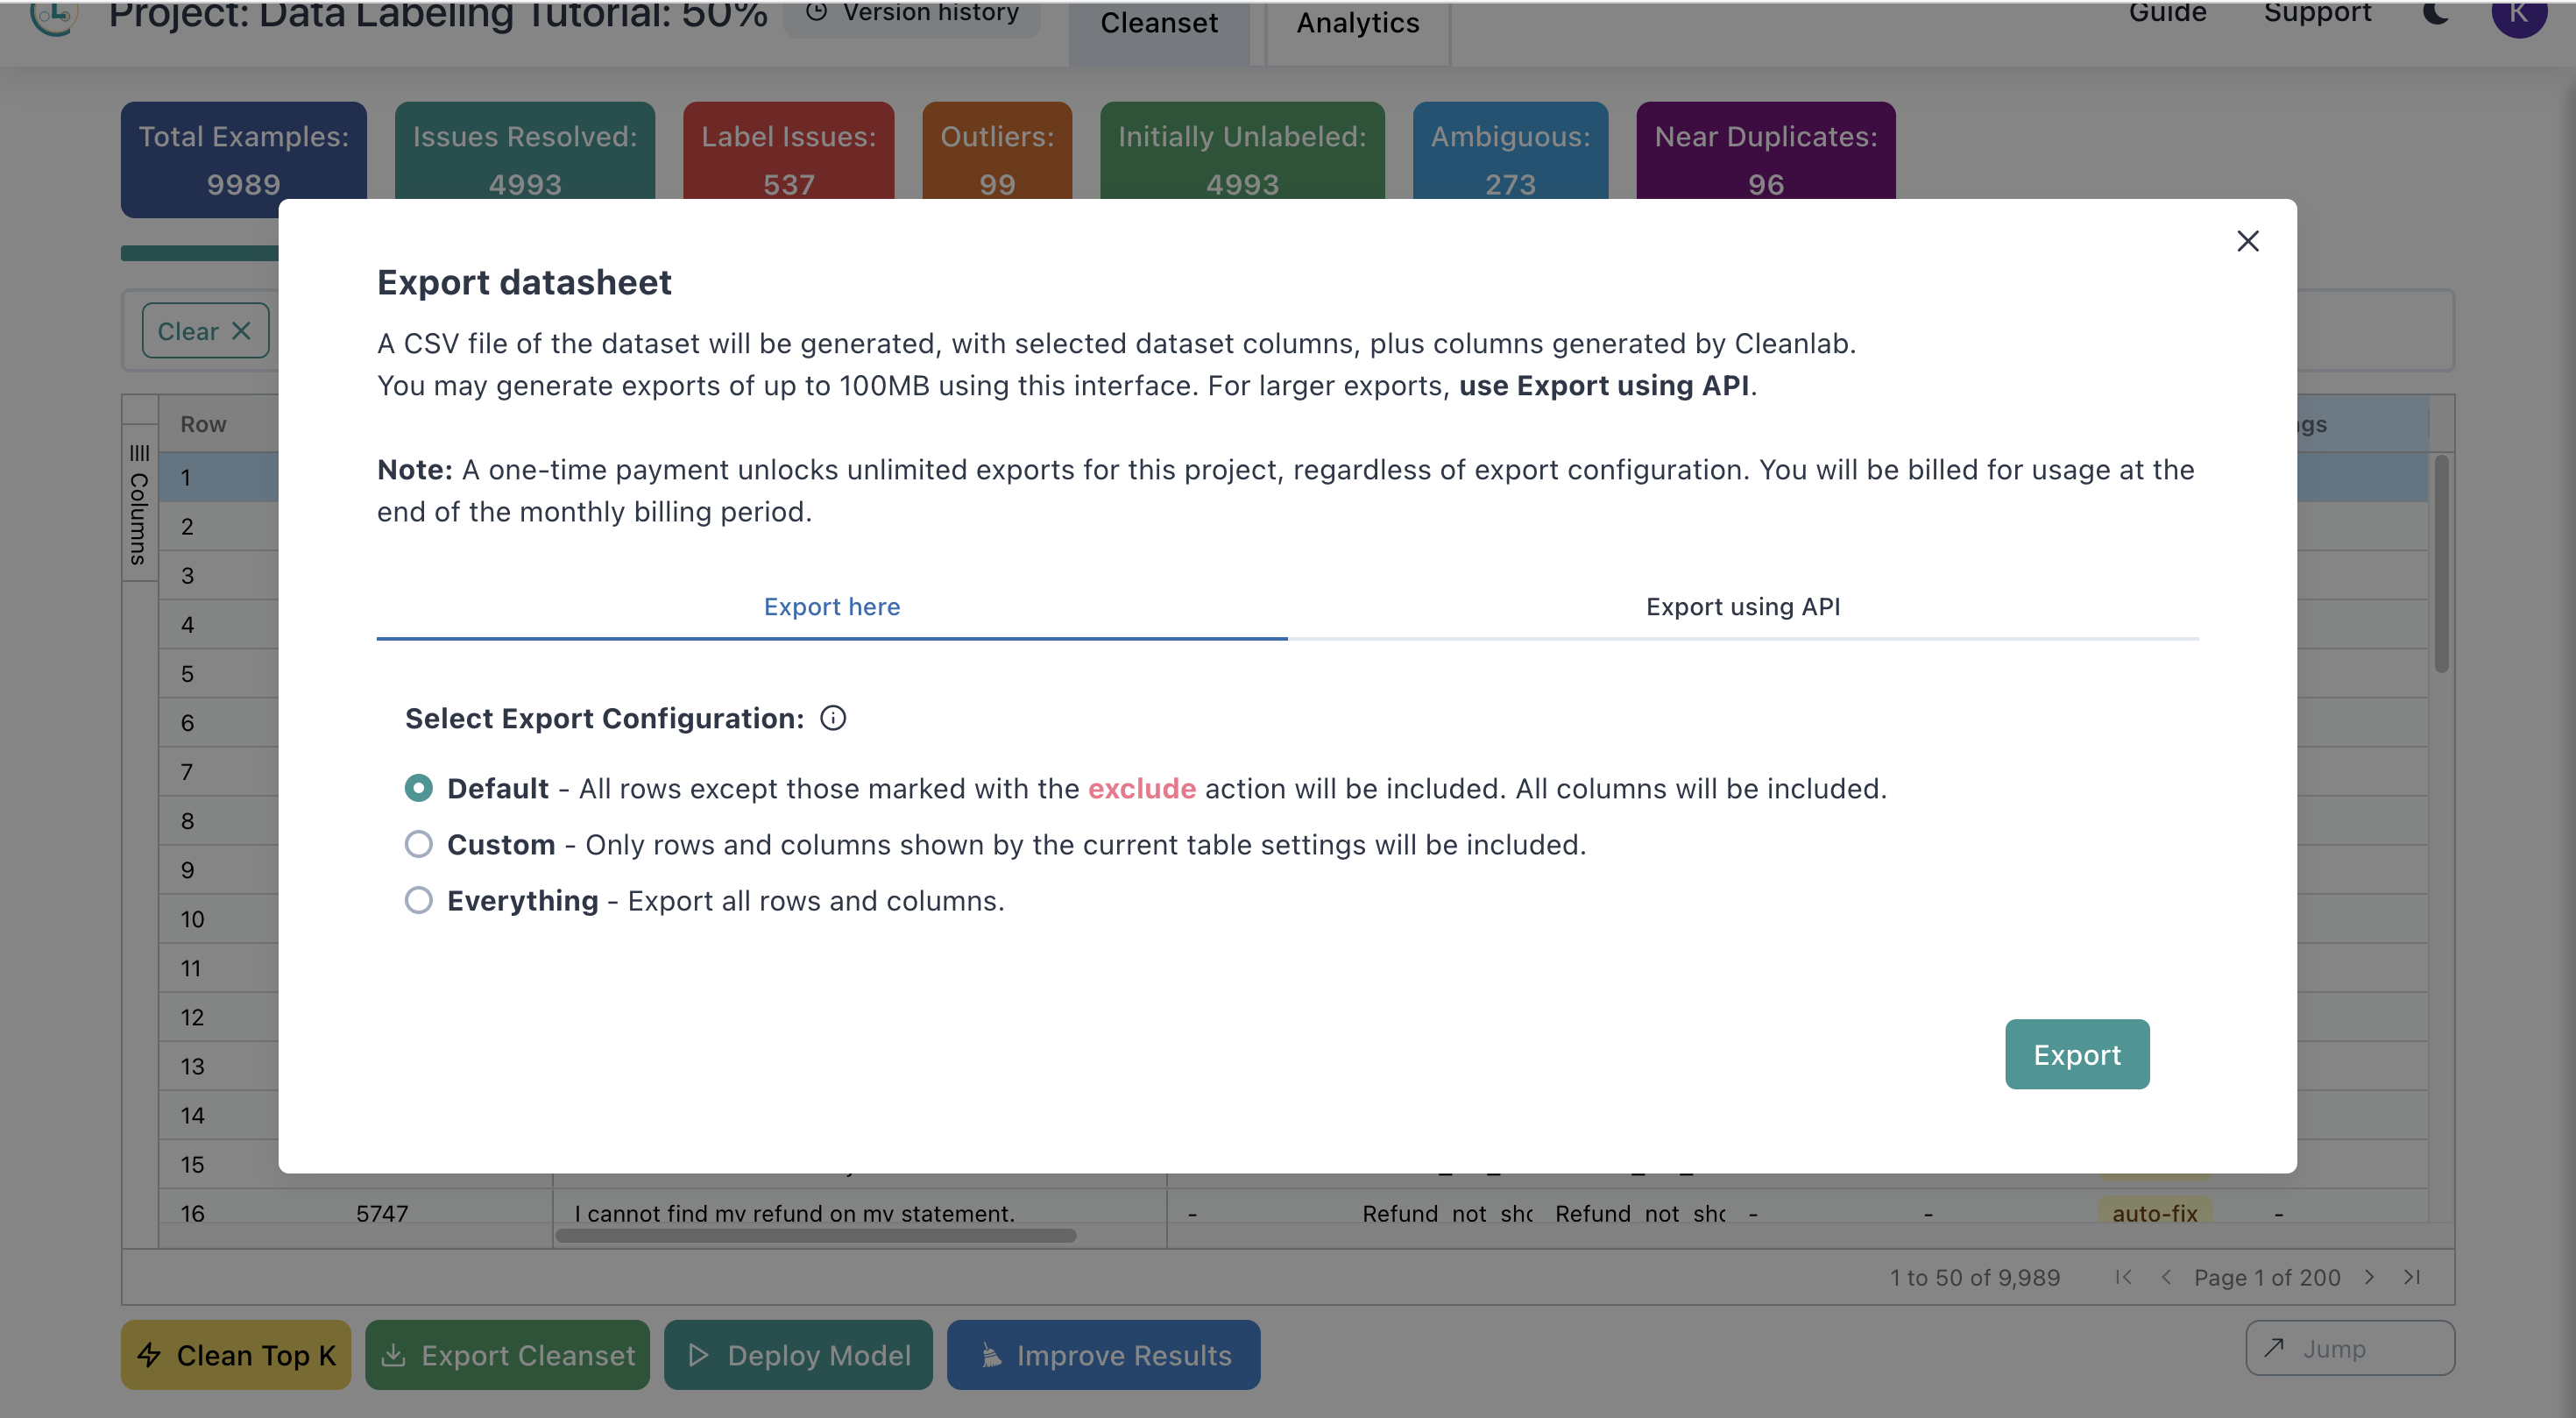 Project: Data Labeling Tutorial: 50%
Version history
Cleanset
Analytics
Guide
Support
K
Total Examples:
9989
Issues Resolved:
4993
Label Issues:
537
Outliers:
99
Initially Unlabeled:
4993
Ambiguous:
273
Near Duplicates:
96
Clear
Export datasheet
A CSV file of the dataset will be generated, with selected dataset columns, plus columns generated by Cleanlab.
You may generate exports of up to 100MB using this interface. For larger exports, use Export using API.
Note: A one-time payment unlocks unlimited exports for this project, regardless of export configuration. You will be billed for usage at the
end of the monthly billing period.
Export here
Export using API
Select Export Configuration:
Default - All rows except those marked with the exclude action will be included. All columns will be included.
Custom - Only rows and columns shown by the current table settings will be included.
Everything - Export all rows and columns.
Export
Columns
Row
gs
1
2
3
4
5
6
7
8
9
10
11
12
13
14
15
16 5747 I cannot find my refund on my statement. - Refund_not_sho Refund_not_sho - - auto-fix -
1 to 50 of 9,989
Page 1 of 200
Clean Top K
Export Cleanset
Deploy Model
Improve Results
Jump